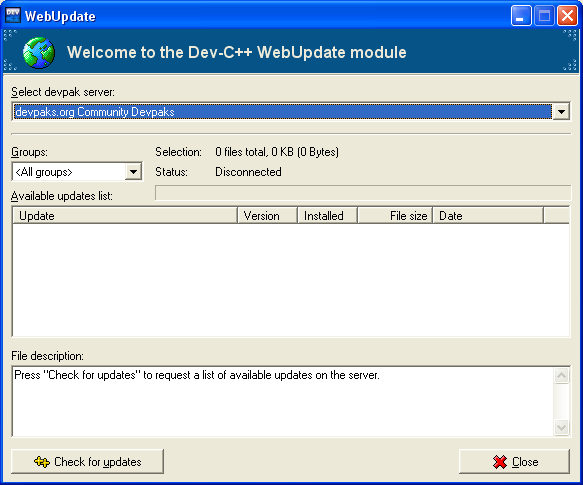 DEV
WebUpdate
Welcome to the Dev-C++ WebUpdate module
Select devpak server:
devpaks.org Community Devpaks
Groups:
Selection: 0 files total, 0 KB (0 Bytes)
<All groups>
Status: Disconnected
Available updates list:
Update Version Installed File size Date
File description:
Press "Check for updates" to request a list of available updates on the server.
Check for updates
Close